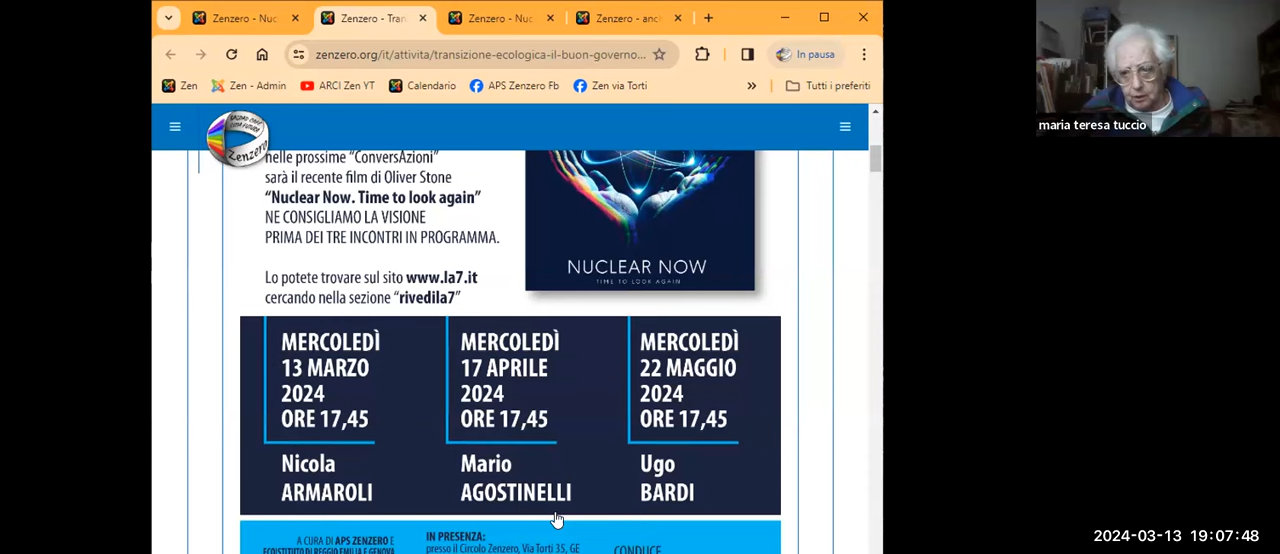 Zenzero - Nuc
Zenzero - Tran
Zenzero - Nuc
Zenzero - anc
zenzero.org/it/attivita/transizione-ecologica-il-buon-governo...
In pausa
Zen
Zen - Admin
ARCI Zen YT
Calendario
APS Zenzero Fb
Zen via Torti
»
Tutti i preferiti
Zenzero
nelle prossime “ConversAzioni”
sarà il recente film di Oliver Stone
“Nuclear Now. Time to look again”
NE CONSIGLIAMO LA VISIONE
PRIMA DEI TRE INCONTRI IN PROGRAMMA.
Lo potete trovare sul sito www.la7.it
cercando nella sezione “rivedila7”
NUCLEAR NOW
TIME TO LOOK AGAIN
MERCOLEDÌ
13 MARZO
2024
ORE 17,45
Nicola
ARMAROLI
MERCOLEDÌ
17 APRILE
2024
ORE 17,45
Mario
AGOSTINELLI
MERCOLEDÌ
22 MAGGIO
2024
ORE 17,45
Ugo
BARDI
A CURA DI APS ZENZERO E
ECOISTITUTO DI REGGIO EMILIA E GENOVA
IN PRESENZA:
presso il Circolo Zenzero, Via Torti 35, GE
CONDUCE
maria teresa tuccio
2024-03-13 19:07:48